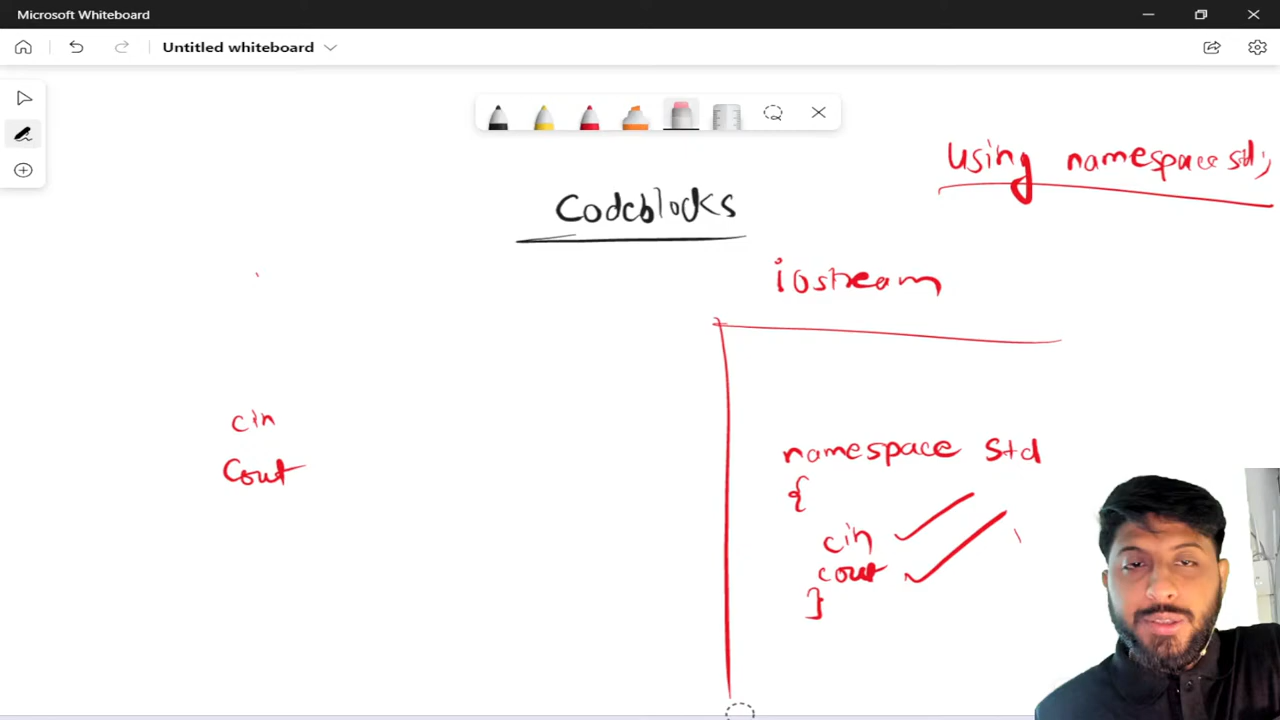 Microsoft Whiteboard
Untitled whiteboard
using namespace std;
Codeblocks
iostream
cin
Cout
namespace std
{
cin
cout
}